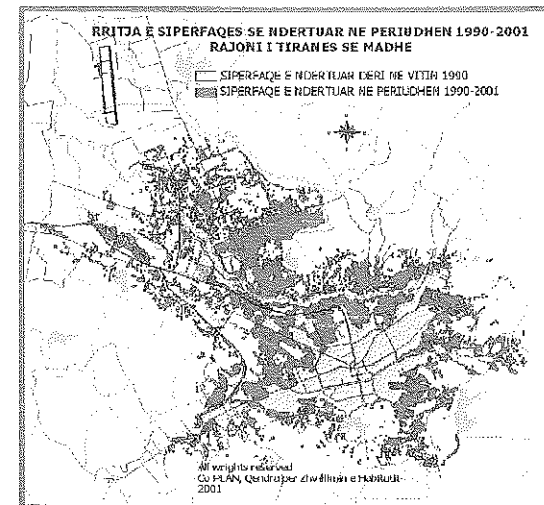 RRITJA E SIPERFAQES SE NDERTUAR NE PERIUDHEN 1990-2001
RAJONI I TIRANES SE MADHE
SIPERFAQE E NDERTUAR DERI NE VITIN 1990
SIPERFAQE E NDERTUAR NE PERIUDHEN 1990-2001
All wrights reserved
Co-PLAN, Qendra per Zhvillimin e Habitatit
2001